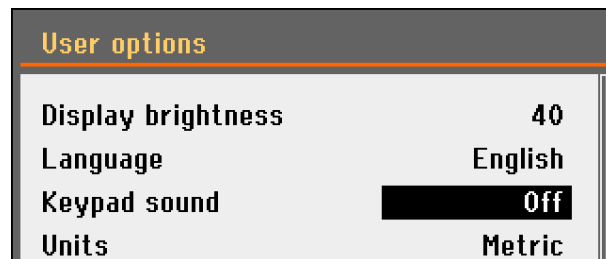 User options
Display brightness 40
Language English
Keypad sound Off
Units Metric